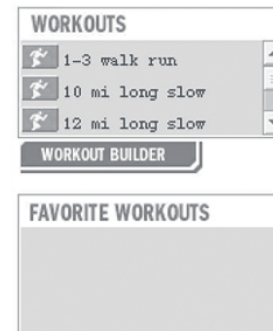 WORKOUTS
1-3 walk run
10 mi long slow
12 mi long slow
WORKOUT BUILDER
FAVORITE WORKOUTS